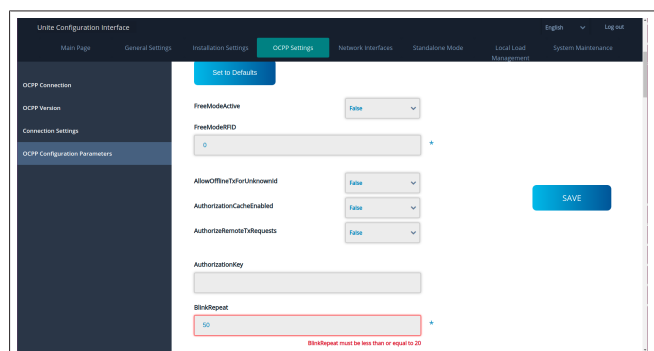 Unite Configuration Interface
English
Log out
Main Page
General Settings
Installation Settings
OCPP Settings
Network Interfaces
Standalone Mode
Local Load
Management
System Maintenance
OCPP Connection
OCPP Version
Connection Settings
OCPP Configuration Parameters
Set to Defaults
FreeModeActive
False
FreeModeRFID
0
*
AllowOfflineTxForUnknownId
False
AuthorizationCacheEnabled
False
AuthorizeRemoteTxRequests
False
SAVE
AuthorizationKey
BlinkRepeat
50
*
BlinkRepeat must be less than or equal to 20